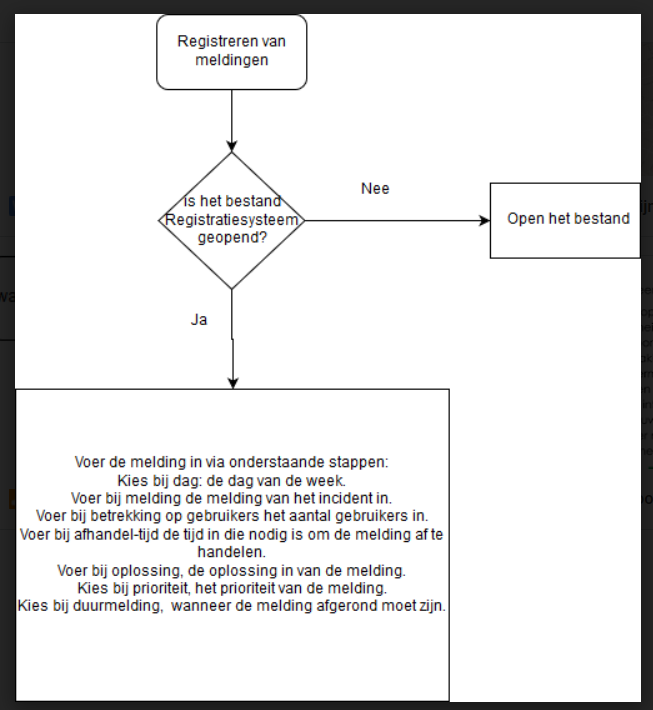 Registreren van
meldingen
Is het bestand
Registratiesysteem
geopend?
Nee
Open het bestand
Ja
Voer de melding in via onderstaande stappen:
Kies bij dag: de dag van de week.
Voer bij melding de melding van het incident in.
Voer bij betrekking op gebruikers het aantal gebruikers in.
Voer bij afhandel-tijd de tijd in die nodig is om de melding af te
handelen.
Voer bij oplossing, de oplossing in van de melding.
Kies bij prioriteit, het prioriteit van de melding.
Kies bij duurmelding, wanneer de melding afgerond moet zijn.